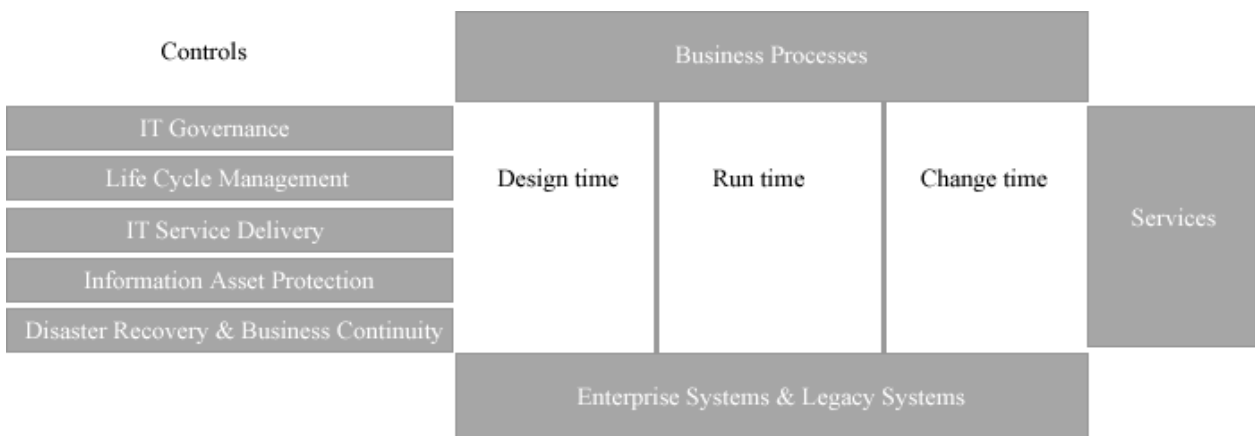 Controls
Business Processes
IT Governance
Life Cycle Management
IT Service Delivery
Information Asset Protection
Disaster Recovery & Business Continuity
Design time
Run time
Change time
Services
Enterprise Systems & Legacy Systems